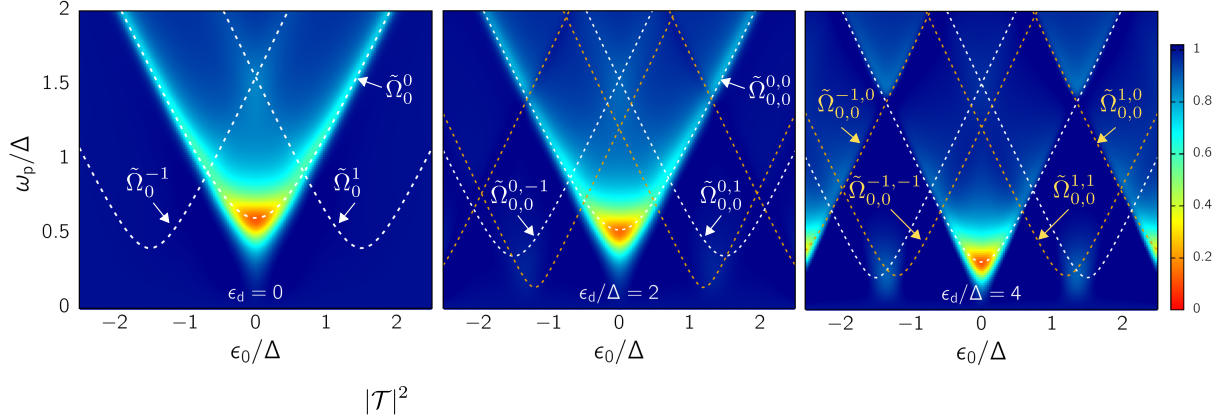 2
1.5
1
0.5
0
ω_p/Δ
Ω̃_0^0
Ω̃_0^{-1}
Ω̃_0^1
ϵ_d = 0
−2 −1 0 1 2
ϵ_0/Δ
Ω̃_{0,0}^{0,0}
Ω̃_{0,0}^{0,-1}
Ω̃_{0,0}^{0,1}
ϵ_d/Δ = 2
−2 −1 0 1 2
ϵ_0/Δ
Ω̃_{0,0}^{-1,0}
Ω̃_{0,0}^{1,0}
Ω̃_{0,0}^{-1,-1}
Ω̃_{0,0}^{1,1}
ϵ_d/Δ = 4
−2 −1 0 1 2
ϵ_0/Δ
1
0.8
0.6
0.4
0.2
0
|𝒯|²